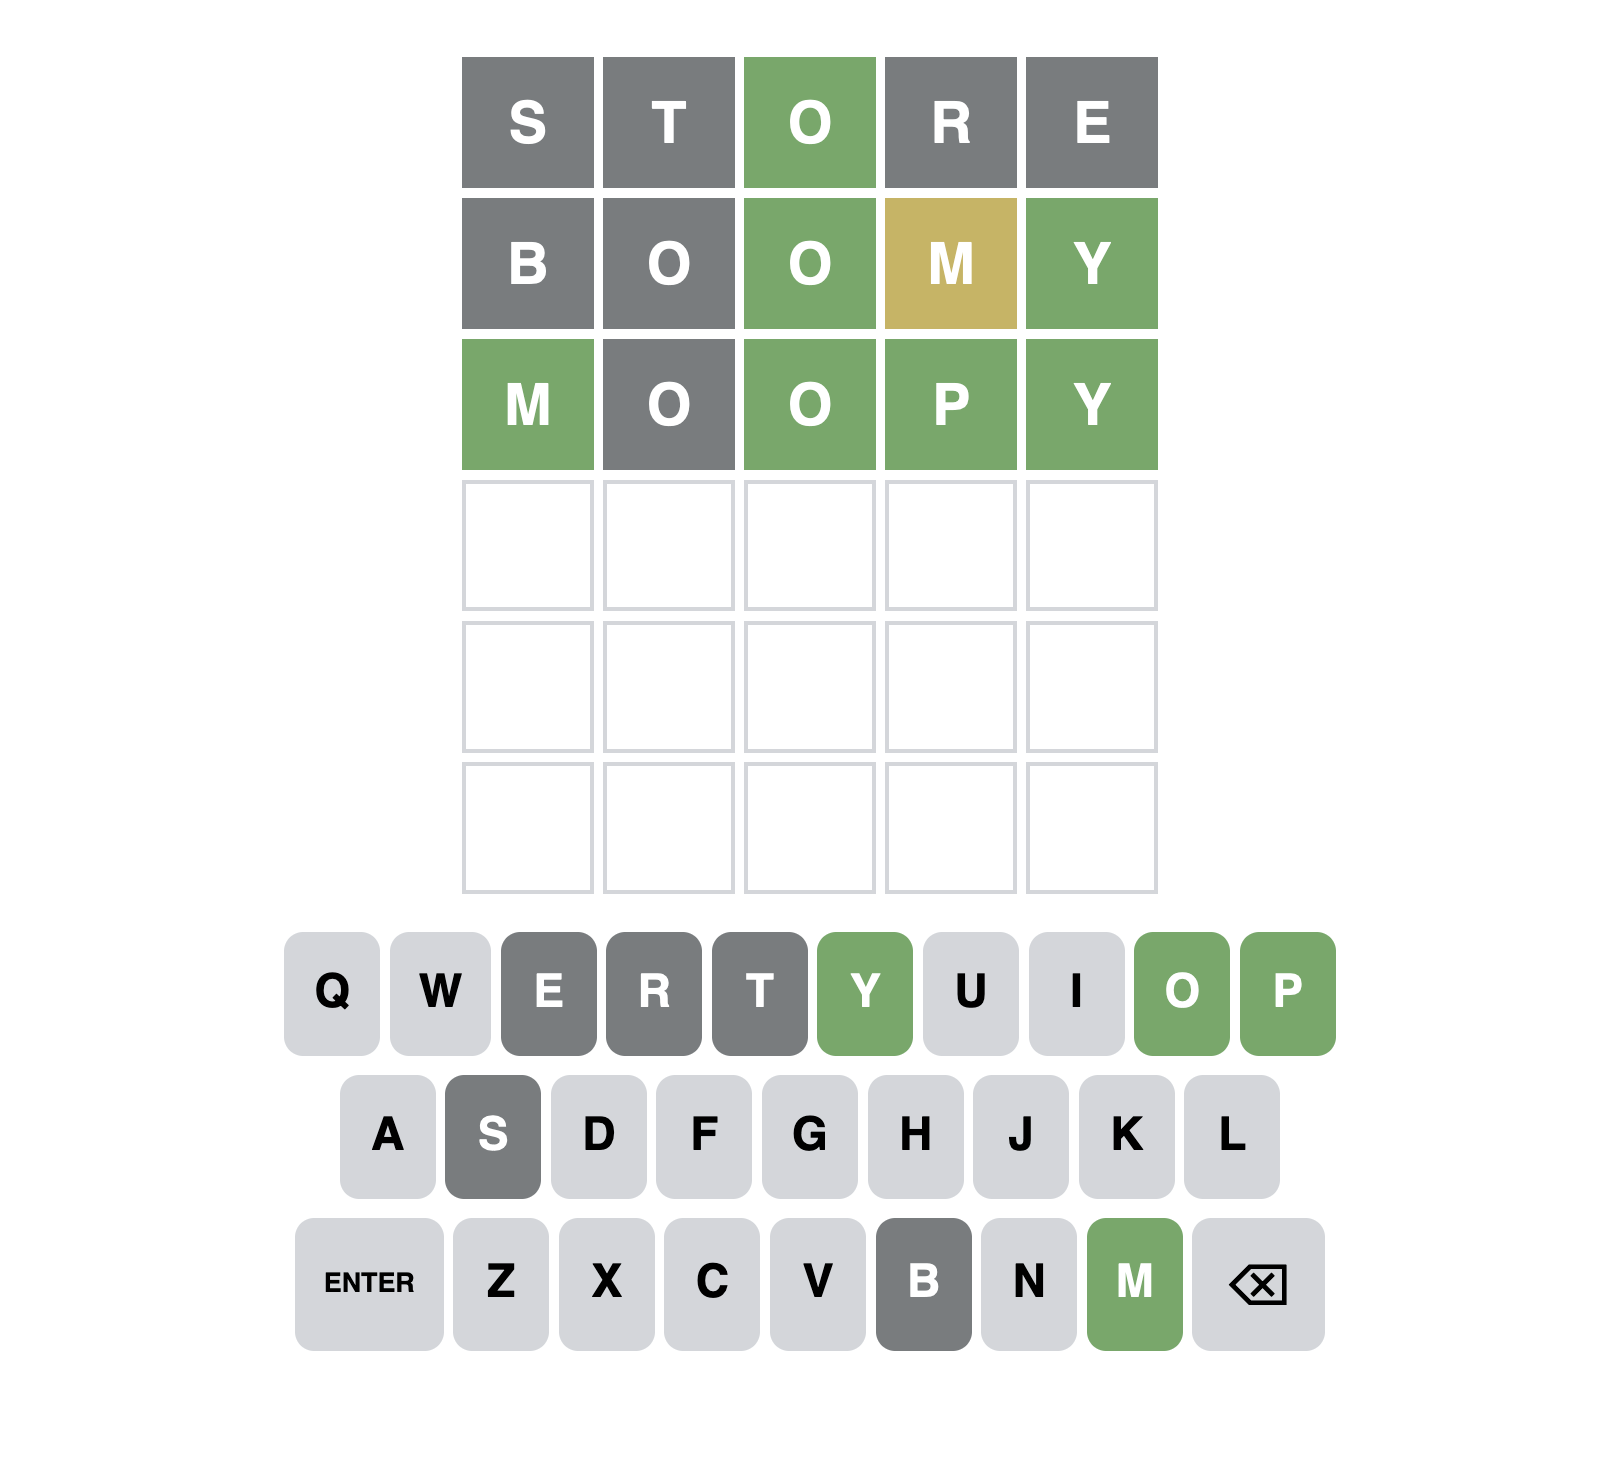 S T O R E
B O O M Y
M O O P Y
Q W E R T Y U I O P
A S D F G H J K L
ENTER Z X C V B N M